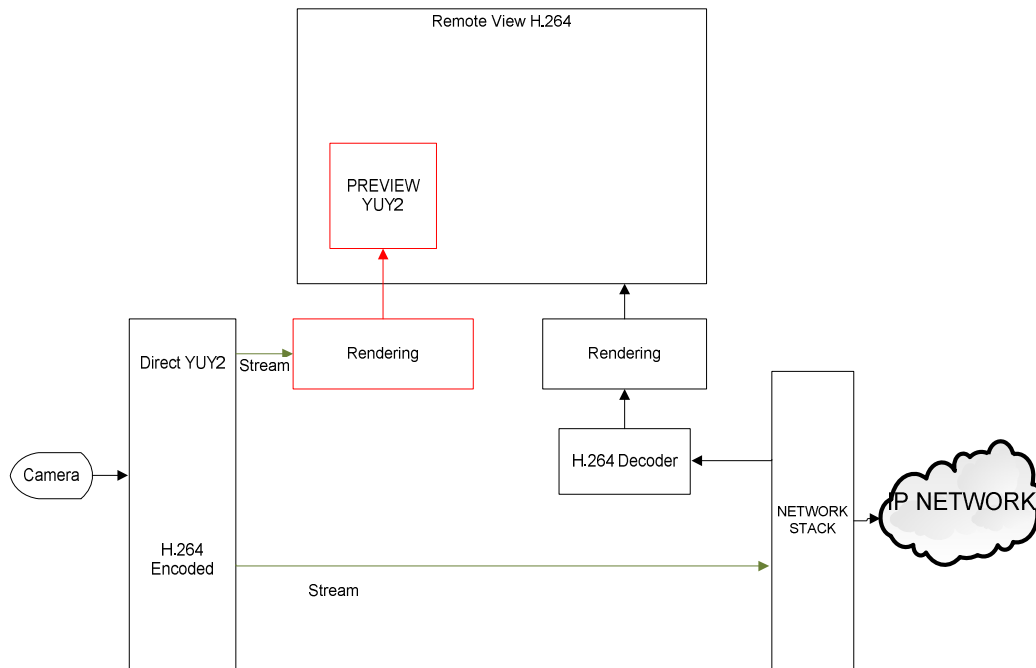 Remote View H.264
PREVIEW
YUY2
Direct YUY2
Stream
Rendering
Rendering
Camera
H.264 Decoder
NETWORK
STACK
IP NETWORK
H.264
Encoded
Stream